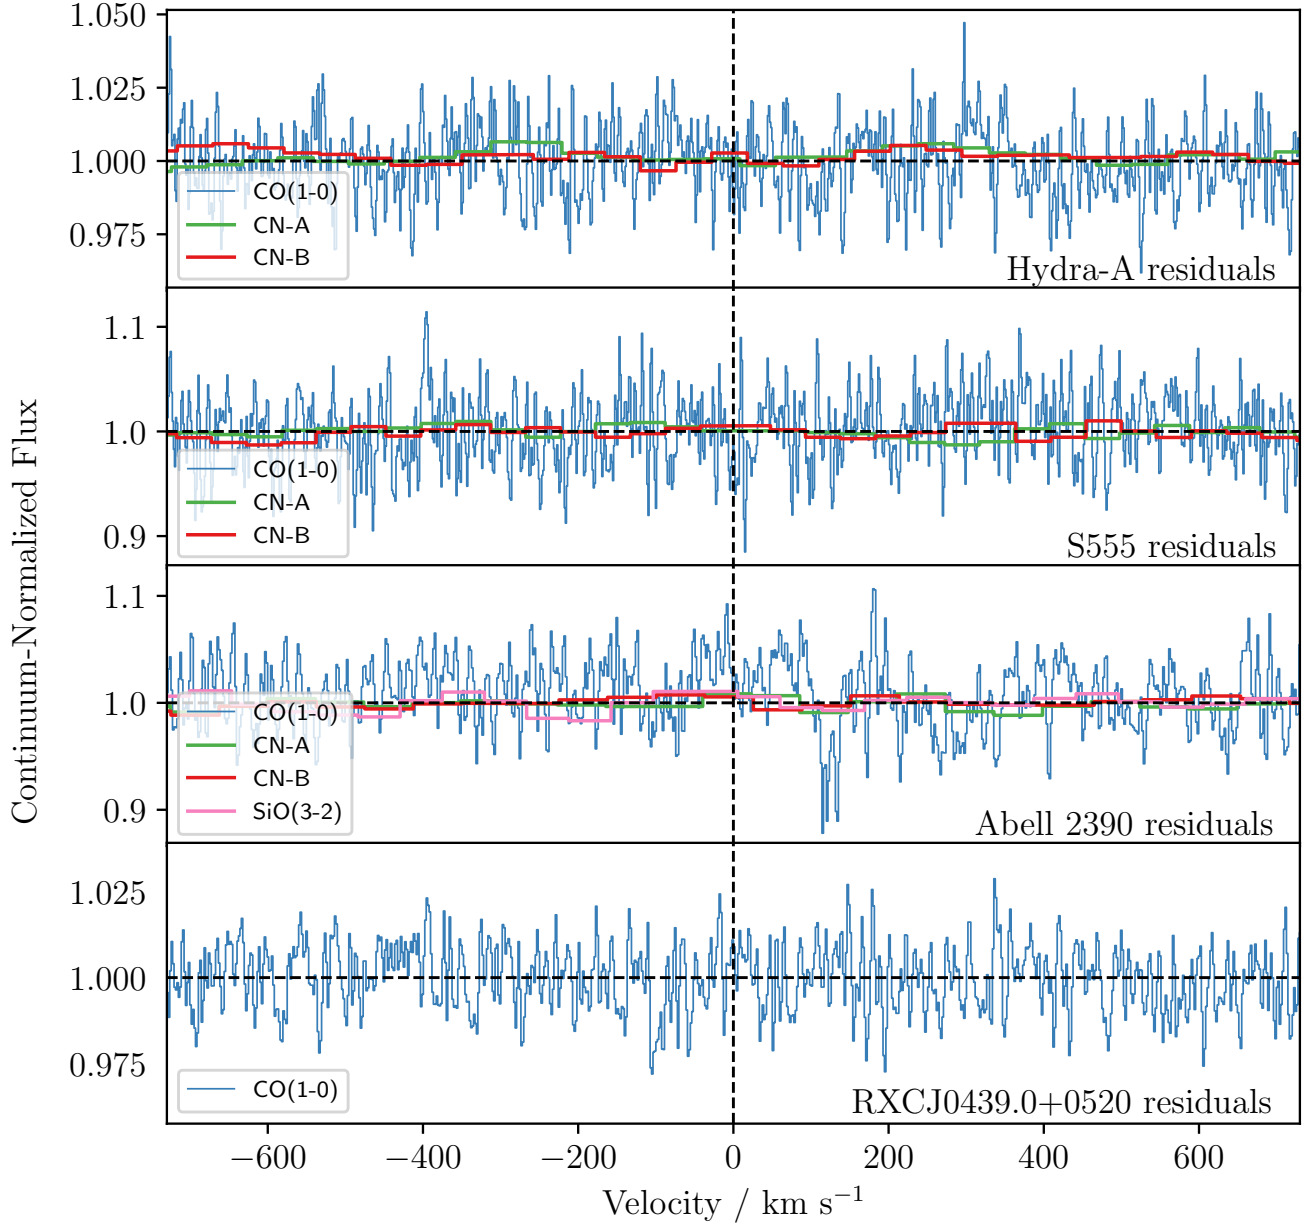 Continuum-Normalized Flux
1.050
1.025
1.000
0.975
CO(1-0)
CN-A
CN-B
Hydra-A residuals
1.1
1.0
0.9
CO(1-0)
CN-A
CN-B
S555 residuals
1.1
1.0
0.9
CO(1-0)
CN-A
CN-B
SiO(3-2)
Abell 2390 residuals
1.025
1.000
0.975
CO(1-0)
RXCJ0439.0+0520 residuals
−600 −400 −200 0 200 400 600
Velocity / km s⁻¹